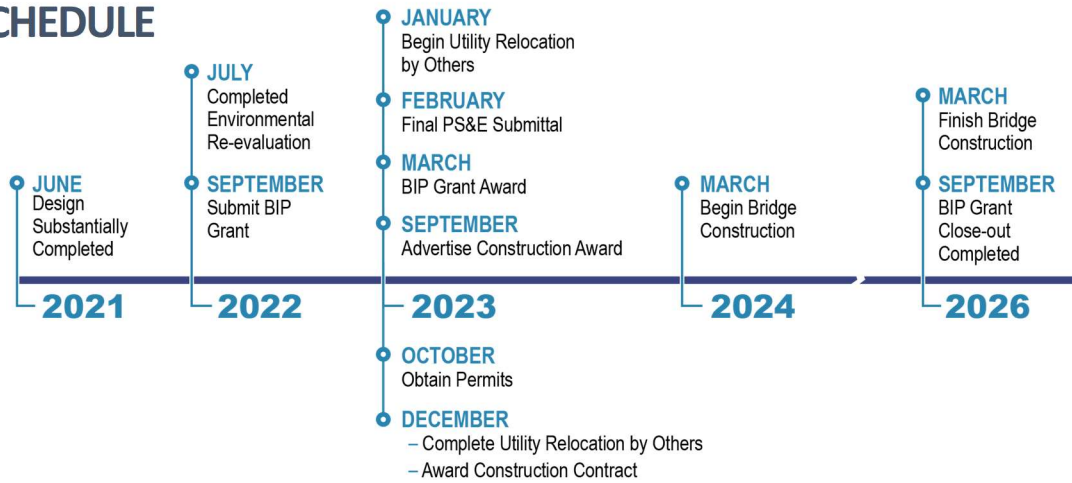 CHEDULE
JUNE
Design
Substantially
Completed
2021
JULY
Completed
Environmental
Re-evaluation
SEPTEMBER
Submit BIP
Grant
2022
JANUARY
Begin Utility Relocation
by Others
FEBRUARY
Final PS&E Submittal
MARCH
BIP Grant Award
SEPTEMBER
Advertise Construction Award
2023
OCTOBER
Obtain Permits
DECEMBER
– Complete Utility Relocation by Others
– Award Construction Contract
MARCH
Begin Bridge
Construction
2024
MARCH
Finish Bridge
Construction
SEPTEMBER
BIP Grant
Close-out
Completed
2026